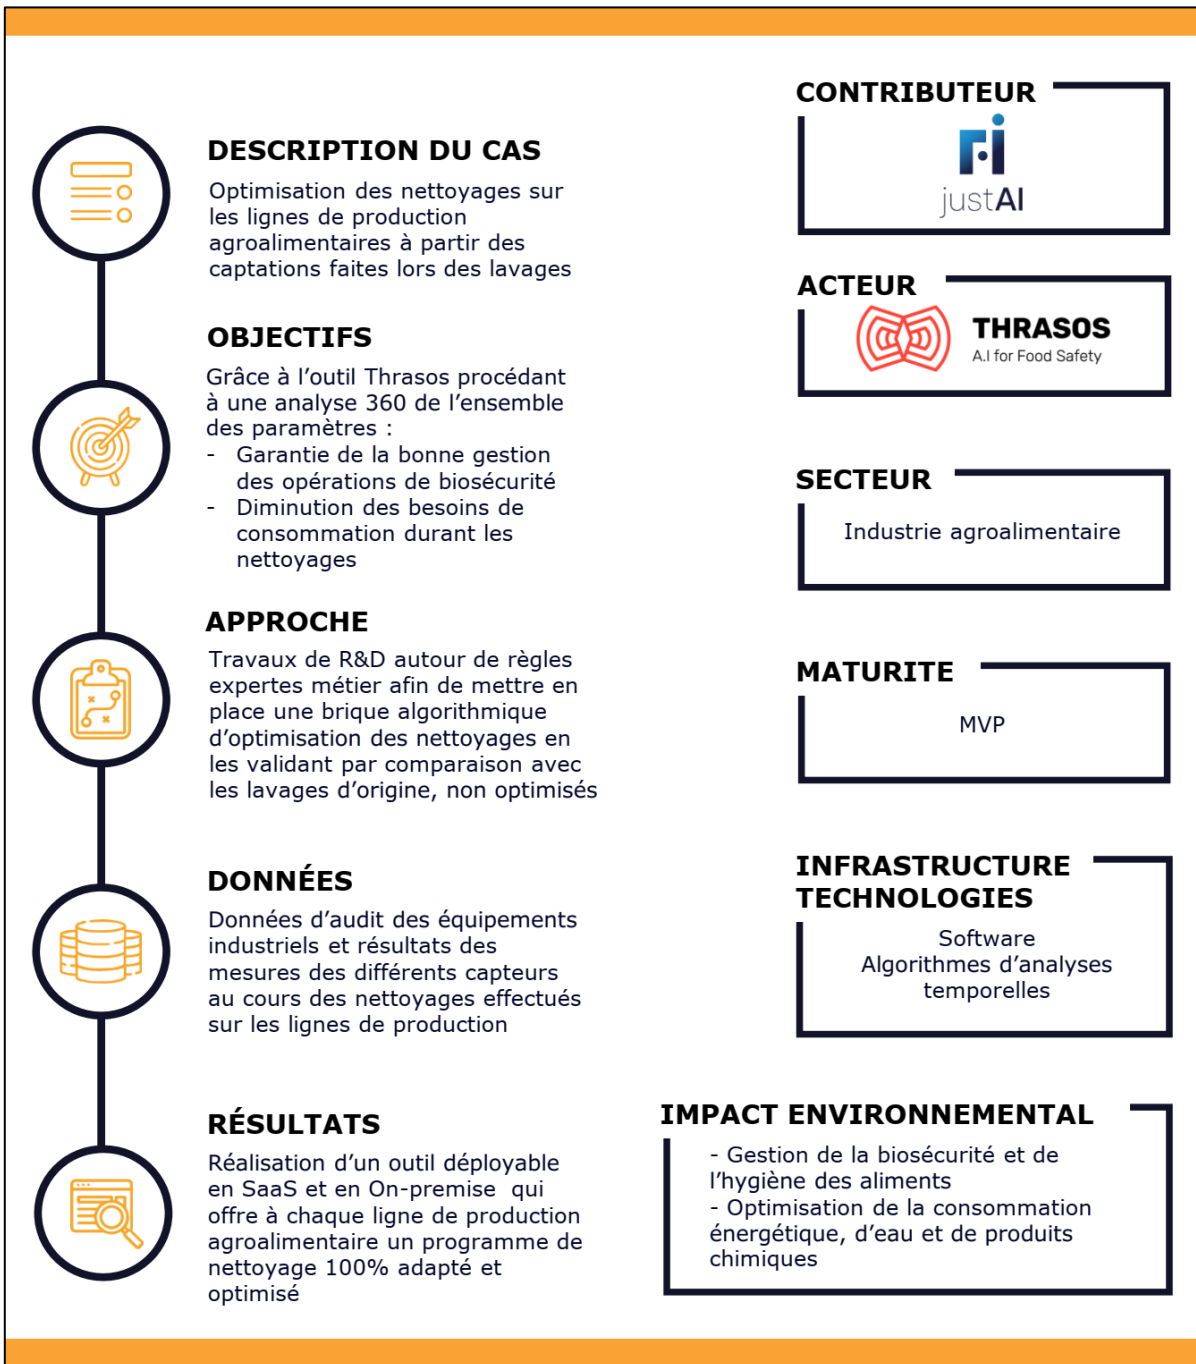 DESCRIPTION DU CAS
Optimisation des nettoyages sur
les lignes de production
agroalimentaires à partir des
captations faites lors des lavages
OBJECTIFS
Grâce à l'outil Thrasos procédant
à une analyse 360 de l'ensemble
des paramètres :
- Garantie de la bonne gestion
des opérations de biosécurité
- Diminution des besoins de
consommation durant les
nettoyages
APPROCHE
Travaux de R&D autour de règles
expertes métier afin de mettre en
place une brique algorithmique
d'optimisation des nettoyages en
les validant par comparaison avec
les lavages d'origine, non optimisés
DONNÉES
Données d'audit des équipements
industriels et résultats des
mesures des différents capteurs
au cours des nettoyages effectués
sur les lignes de production
RÉSULTATS
Réalisation d'un outil déployable
en SaaS et en On-premise qui
offre à chaque ligne de production
agroalimentaire un programme de
nettoyage 100% adapté et
optimisé
CONTRIBUTEUR
justAI
ACTEUR
THRASOS
A.I for Food Safety
SECTEUR
Industrie agroalimentaire
MATURITE
MVP
INFRASTRUCTURE
TECHNOLOGIES
Software
Algorithmes d'analyses
temporelles
IMPACT ENVIRONNEMENTAL
- Gestion de la biosécurité et de
l'hygiène des aliments
- Optimisation de la consommation
énergétique, d'eau et de produits
chimiques